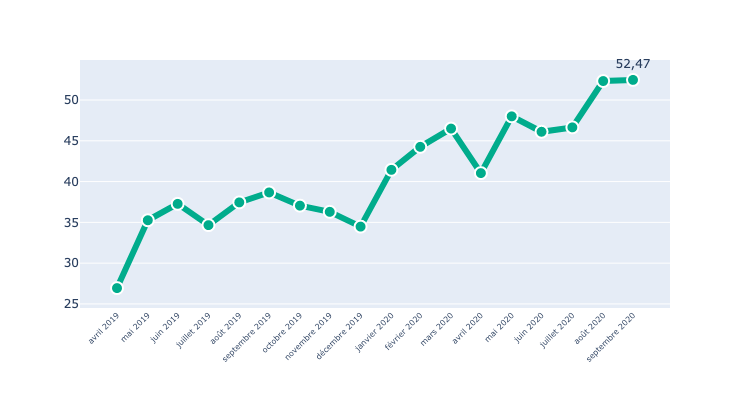 52,47
50
45
40
35
30
25
avril 2019
mai 2019
juin 2019
juillet 2019
août 2019
septembre 2019
octobre 2019
novembre 2019
décembre 2019
janvier 2020
février 2020
mars 2020
avril 2020
mai 2020
juin 2020
juillet 2020
août 2020
septembre 2020